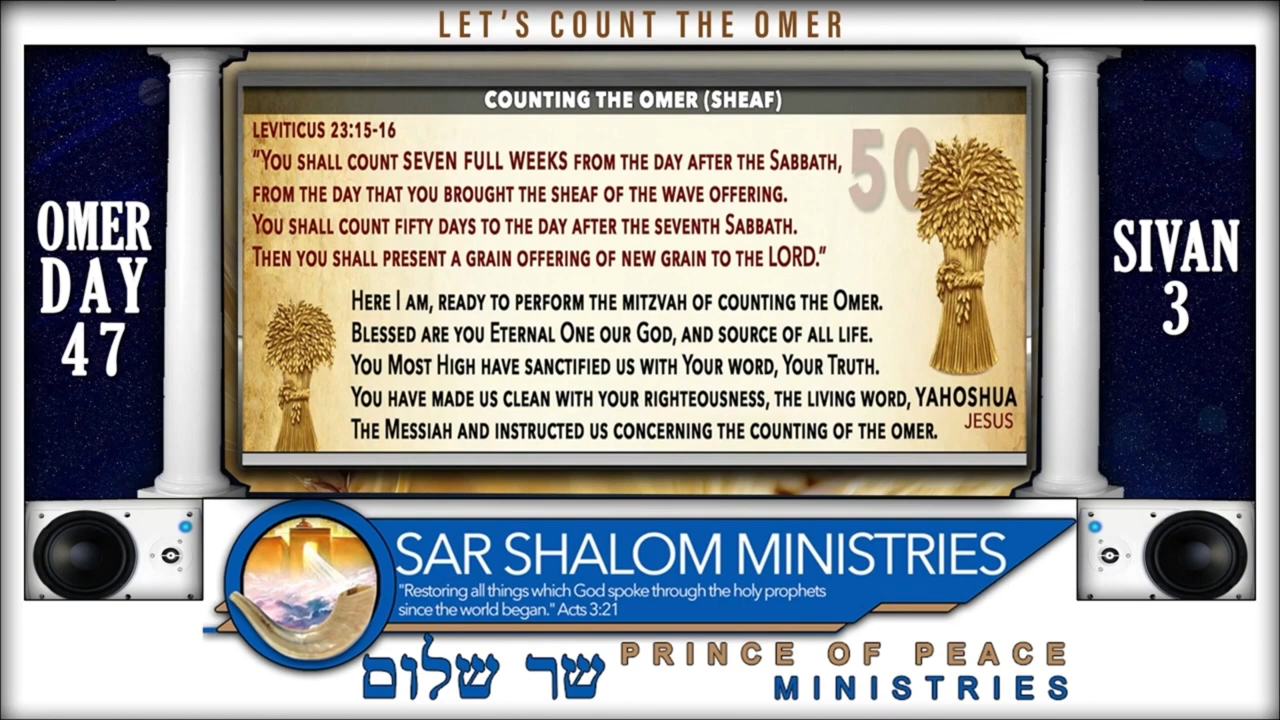 LET'S COUNT THE OMER
OMER
DAY
47
COUNTING THE OMER (SHEAF)
LEVITICUS 23:15-16
50
"YOU SHALL COUNT SEVEN FULL WEEKS FROM THE DAY AFTER THE SABBATH,
FROM THE DAY THAT YOU BROUGHT THE SHEAF OF THE WAVE OFFERING.
YOU SHALL COUNT FIFTY DAYS TO THE DAY AFTER THE SEVENTH SABBATH.
THEN YOU SHALL PRESENT A GRAIN OFFERING OF NEW GRAIN TO THE LORD."
HERE I AM, READY TO PERFORM THE MITZVAH OF COUNTING THE OMER.
BLESSED ARE YOU ETERNAL ONE OUR GOD, AND SOURCE OF ALL LIFE.
YOU MOST HIGH HAVE SANCTIFIED US WITH YOUR WORD, YOUR TRUTH.
YOU HAVE MADE US CLEAN WITH YOUR RIGHTEOUSNESS, THE LIVING WORD, YAHOSHUA
JESUS
THE MESSIAH AND INSTRUCTED US CONCERNING THE COUNTING OF THE OMER.
SIVAN
3
SAR SHALOM MINISTRIES
"Restoring all things which God spoke through the holy prophets
since the world began." Acts 3:21
שר שלום
PRINCE OF PEACE
MINISTRIES